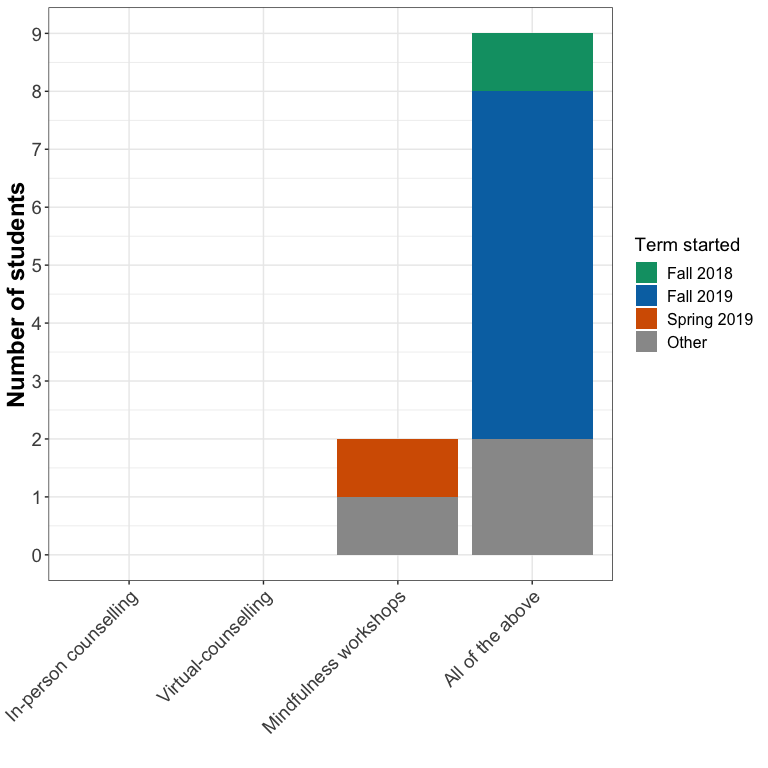 Number of students
9
8
7
6
5
4
3
2
1
0
In-person counselling
Virtual-counselling
Mindfulness workshops
All of the above
Term started
Fall 2018
Fall 2019
Spring 2019
Other